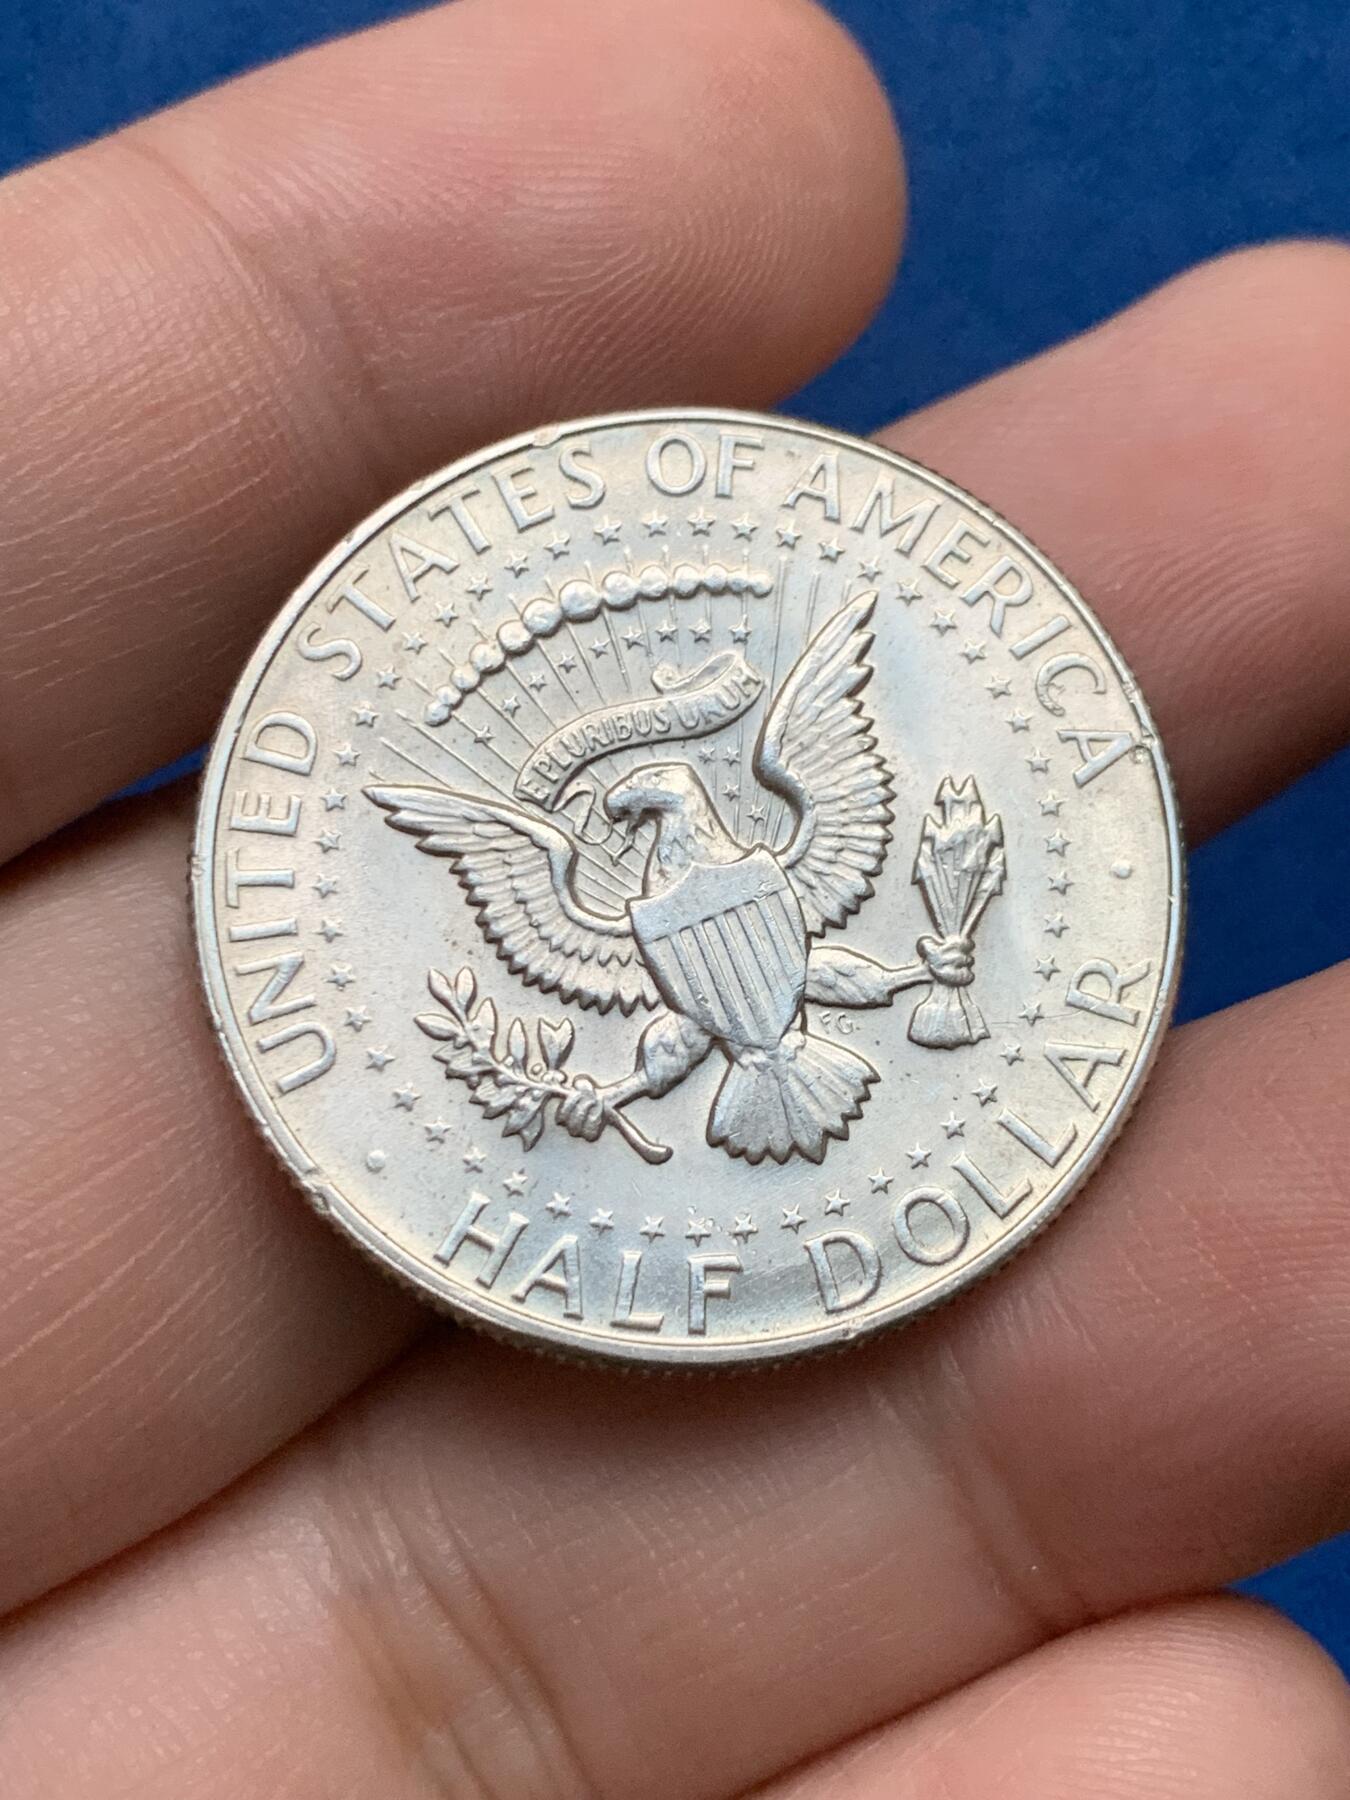 UNITED STATES OF AMERICA
E PLURIBUS UNUM
FG
HALF DOLLAR